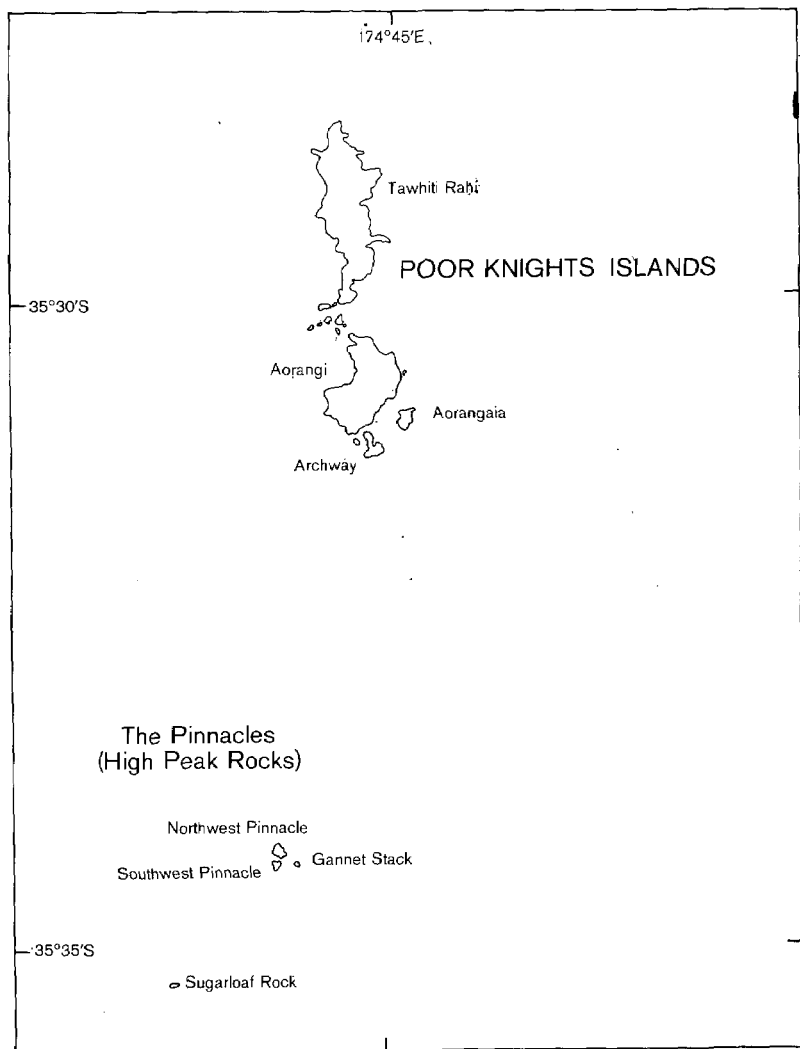 174°45'E
Tawhiti Rahi
POOR KNIGHTS ISLANDS
35°30'S
Aorangi
Aorangaia
Archway
The Pinnacles
(High Peak Rocks)
Northwest Pinnacle
Gannet Stack
Southwest Pinnacle
35°35'S
Sugarloaf Rock